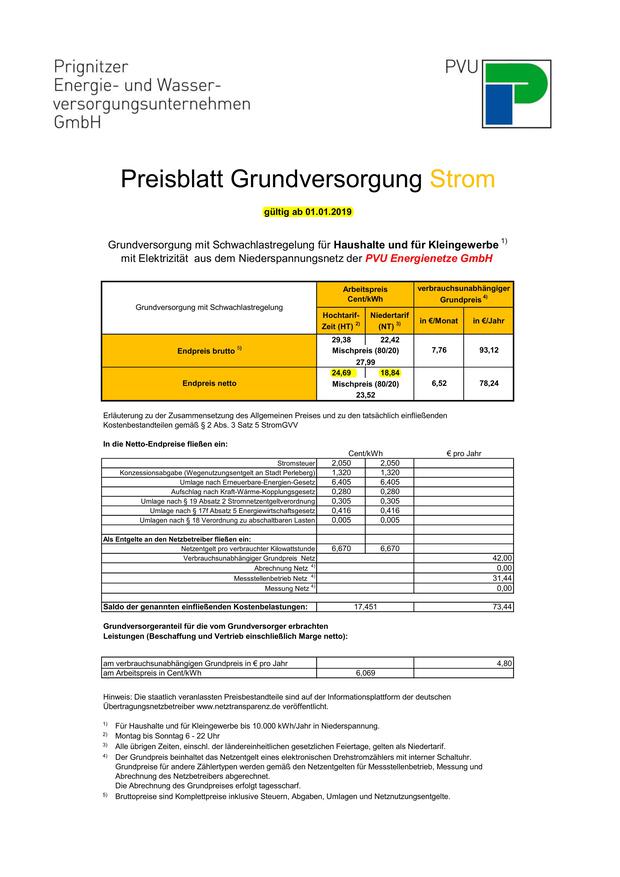 Prignitzer
Energie- und Wasser-
versorgungsunternehmen
GmbH
PVU
Preisblatt Grundversorgung Strom
gültig ab 01.01.2019
Grundversorgung mit Schwachlastregelung für Haushalte und für Kleingewerbe 1)
mit Elektrizität aus dem Niederspannungsnetz der PVU Energienetze GmbH
Grundversorgung mit Schwachlastregelung
Arbeitspreis
Cent/kWh
verbrauchsunabhängiger
Grundpreis 4)
Hochtarif-
Zeit (HT) 2)
Niedertarif
(NT) 3)
in €/Monat
in €/Jahr
Endpreis brutto 5)
29,38 22,42
Mischpreis (80/20)
27,99
7,76 93,12
Endpreis netto
24,69 18,84
Mischpreis (80/20)
23,52
6,52 78,24
Erläuterung zu der Zusammensetzung des Allgemeinen Preises und zu den tatsächlich einfließenden
Kostenbestandteilen gemäß § 2 Abs. 3 Satz 5 StromGVV
In die Netto-Endpreise fließen ein:
Cent/kWh € pro Jahr
Stromsteuer 2,050 2,050
Konzessionsabgabe (Wegenutzungsentgelt an Stadt Perleberg) 1,320 1,320
Umlage nach Erneuerbare-Energien-Gesetz 6,405 6,405
Aufschlag nach Kraft-Wärme-Kopplungsgesetz 0,280 0,280
Umlage nach § 19 Absatz 2 Stromnetzentgeltverordnung 0,305 0,305
Umlage nach § 17f Absatz 5 Energiewirtschaftsgesetz 0,416 0,416
Umlagen nach § 18 Verordnung zu abschaltbaren Lasten 0,005 0,005
Als Entgelte an den Netzbetreiber fließen ein:
Netzentgelt pro verbrauchter Kilowattstunde 6,670 6,670
Verbrauchsunabhängiger Grundpreis Netz 42,00
Abrechnung Netz 4) 0,00
Messstellenbetrieb Netz 4) 31,44
Messung Netz 4) 0,00
Saldo der genannten einfließenden Kostenbelastungen: 17,451 73,44
Grundversorgeranteil für die vom Grundversorger erbrachten
Leistungen (Beschaffung und Vertrieb einschließlich Marge netto):
am verbrauchsunabhängigen Grundpreis in € pro Jahr 4,80
am Arbeitspreis in Cent/kWh 6,069
Hinweis: Die staatlich veranlassten Preisbestandteile sind auf der Informationsplattform der deutschen
Übertragungsnetzbetreiber www.netztransparenz.de veröffentlicht.
1) Für Haushalte und für Kleingewerbe bis 10.000 kWh/Jahr in Niederspannung.
2) Montag bis Sonntag 6 - 22 Uhr
3) Alle übrigen Zeiten, einschl. der ländereinheitlichen gesetzlichen Feiertage, gelten als Niedertarif.
4) Der Grundpreis beinhaltet das Netzentgelt eines elektronischen Drehstromzählers mit interner Schaltuhr.
Grundpreise für andere Zählertypen werden gemäß den Netzentgelten für Messstellenbetrieb, Messung und
Abrechnung des Netzbetreibers abgerechnet.
Die Abrechnung des Grundpreises erfolgt tagesscharf.
5) Bruttopreise sind Komplettpreise inklusive Steuern, Abgaben, Umlagen und Netznutzungsentgelte.